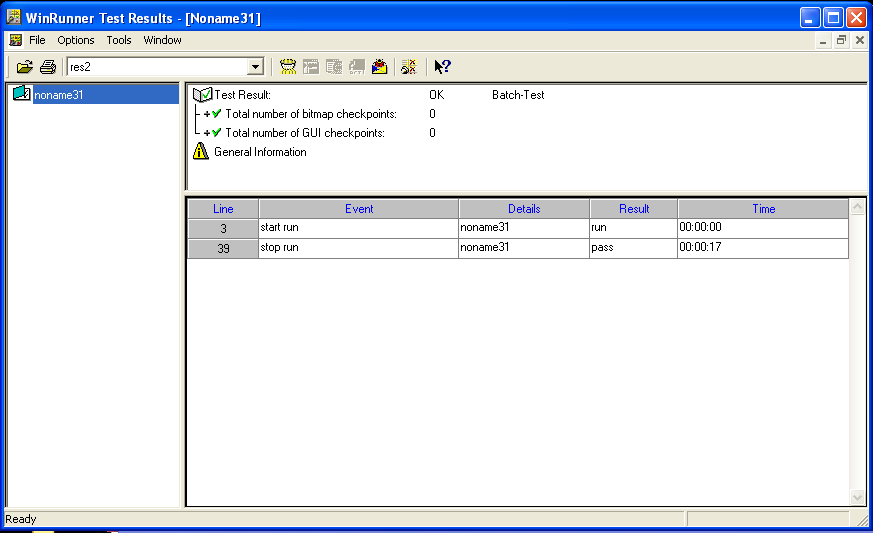 WinRunner Test Results - [Noname31]
File Options Tools Window
res2
noname31
Test Result: OK Batch-Test
Total number of bitmap checkpoints: 0
Total number of GUI checkpoints: 0
General Information
Line Event Details Result Time
3 start run noname31 run 00:00:00
39 stop run noname31 pass 00:00:17
Ready